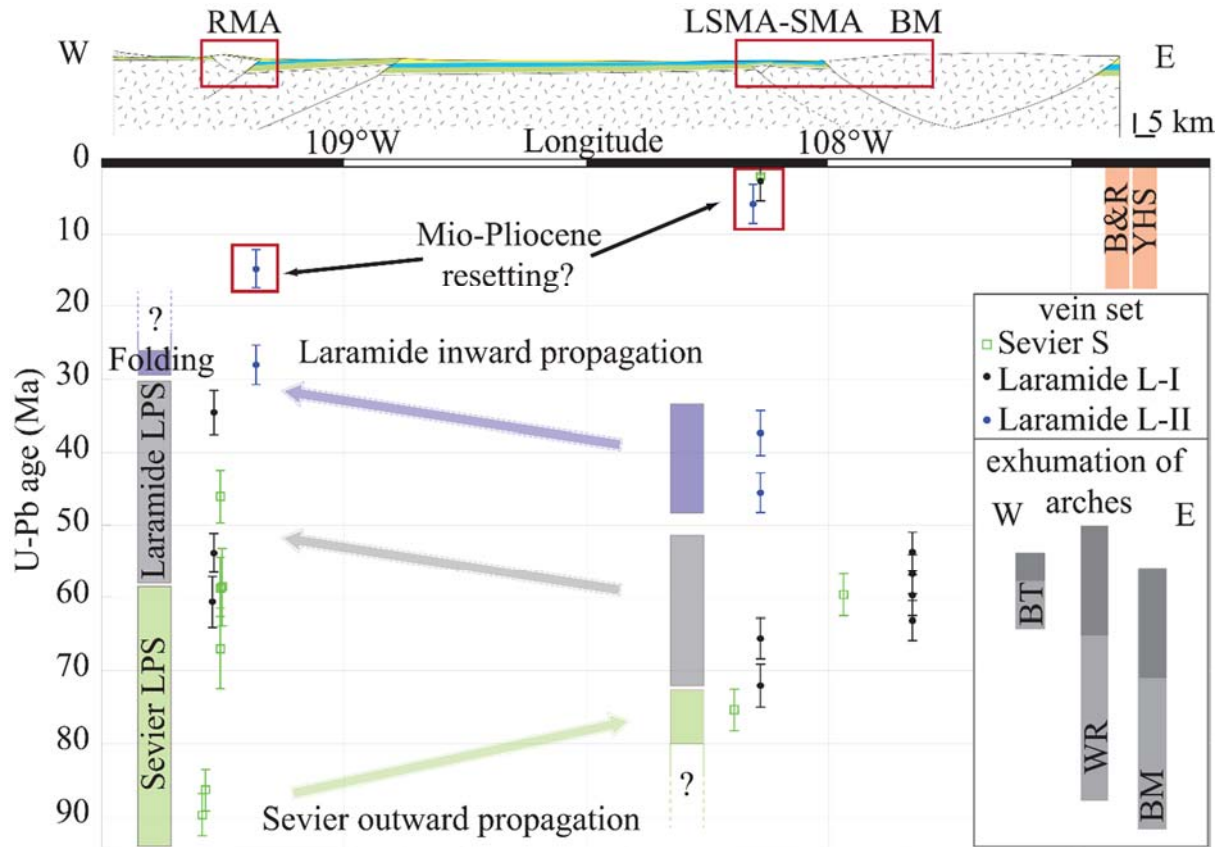 RMA
LSMA-SMA
BM
W
E
5 km
109°W
Longitude
108°W
0
10
20
30
40
50
60
70
80
90
U-Pb age (Ma)
Mio-Pliocene
resetting?
B&R
YHS
?
Folding
Laramide LPS
Sevier LPS
Laramide inward propagation
Sevier outward propagation
?
vein set
Sevier S
Laramide L-I
Laramide L-II
exhumation of
arches
W
E
BT
WR
BM